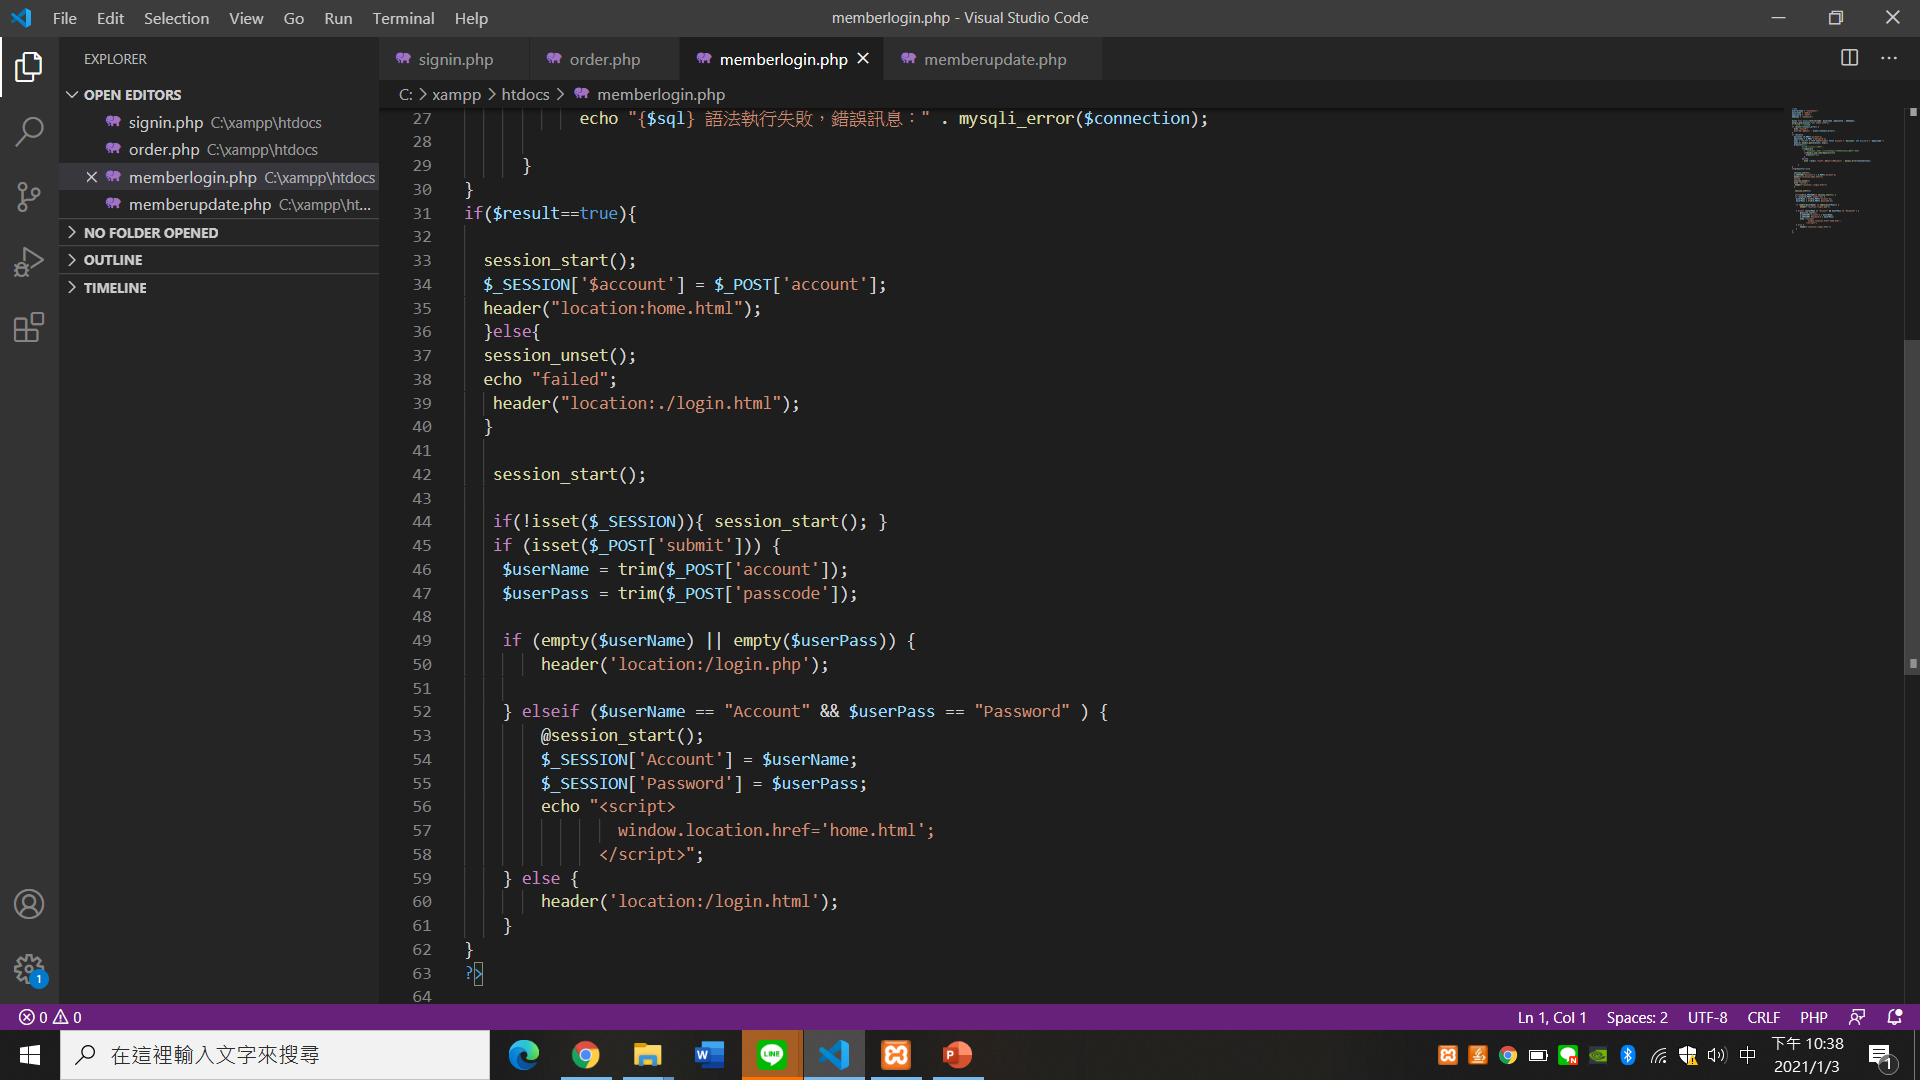 File Edit Selection View Go Run Terminal Help
memberlogin.php - Visual Studio Code
EXPLORER
OPEN EDITORS
signin.php C:\xampp\htdocs
order.php C:\xampp\htdocs
memberlogin.php C:\xampp\htdocs
memberupdate.php C:\xampp\ht...
NO FOLDER OPENED
OUTLINE
TIMELINE
1
signin.php order.php memberlogin.php memberupdate.php
C: > xampp > htdocs > memberlogin.php
27 echo "{$sql} 語法執行失敗，錯誤訊息：" . mysqli_error($connection);
28
29 }
30 }
31 if($result==true){
32
33 session_start();
34 $_SESSION['$account'] = $_POST['account'];
35 header("location:home.html");
36 }else{
37 session_unset();
38 echo "failed";
39 header("location:./login.html");
40 }
41
42 session_start();
43
44 if(!isset($_SESSION)){ session_start(); }
45 if (isset($_POST['submit'])) {
46 $userName = trim($_POST['account']);
47 $userPass = trim($_POST['passcode']);
48
49 if (empty($userName) || empty($userPass)) {
50 header('location:/login.php');
51
52 } elseif ($userName == "Account" && $userPass == "Password" ) {
53 @session_start();
54 $_SESSION['Account'] = $userName;
55 $_SESSION['Password'] = $userPass;
56 echo "<script>
57 window.location.href='home.html';
58 </script>";
59 } else {
60 header('location:/login.html');
61 }
62 }
63 ?>
64
0 0
Ln 1, Col 1 Spaces: 2 UTF-8 CRLF PHP
在這裡輸入文字來搜尋
W
LINE
P
中
下午 10:38
2021/1/3
1